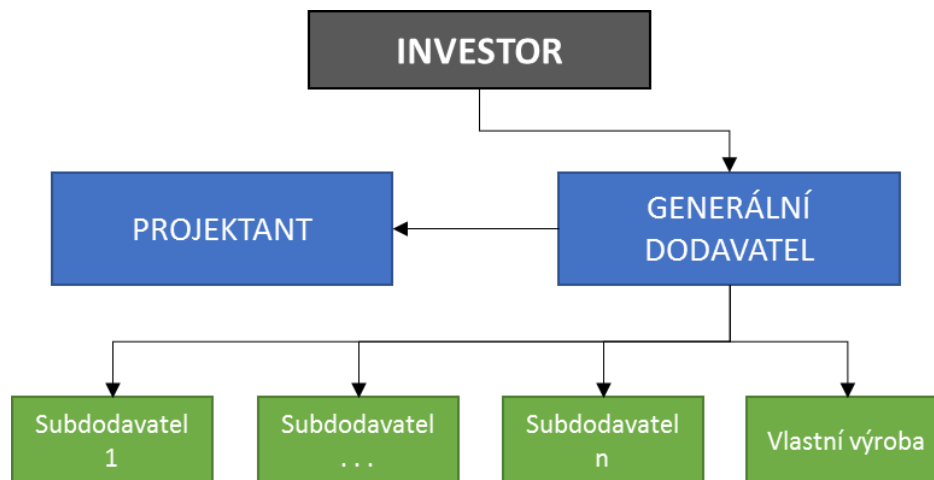 INVESTOR
PROJEKTANT
GENERÁLNÍ
DODAVATEL
Subdodavatel
1
Subdodavatel
. . .
Subdodavatel
n
Vlastní výroba